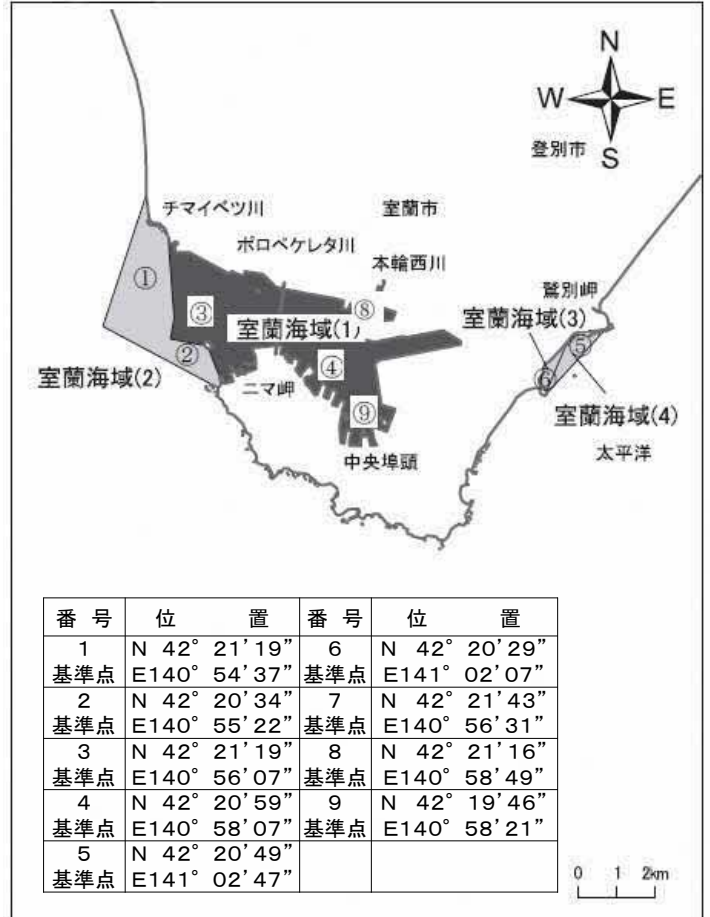 N
W E
S
登別市
チマイベツ川
室蘭市
ポロペケレタ川
本輪西川
①
鷲別岬
⑧
③
室蘭海域(3)
室蘭海域(1)
⑤
②
④
室蘭海域(2)
⑥
ニマ岬
⑨
室蘭海域(4)
中央埠頭
太平洋
番 号 位 置 番 号 位 置
1 N 42° 21’19” 6 N 42° 20’29”
基準点 E140° 54’37” 基準点 E141° 02’07”
2 N 42° 20’34” 7 N 42° 21’43”
基準点 E140° 55’22” 基準点 E140° 56’31”
3 N 42° 21’19” 8 N 42° 21’16”
基準点 E140° 56’07” 基準点 E140° 58’49”
4 N 42° 20’59” 9 N 42° 19’46”
基準点 E140° 58’07” 基準点 E140° 58’21”
5 N 42° 20’49”
基準点 E141° 02’47”
0 1 2km